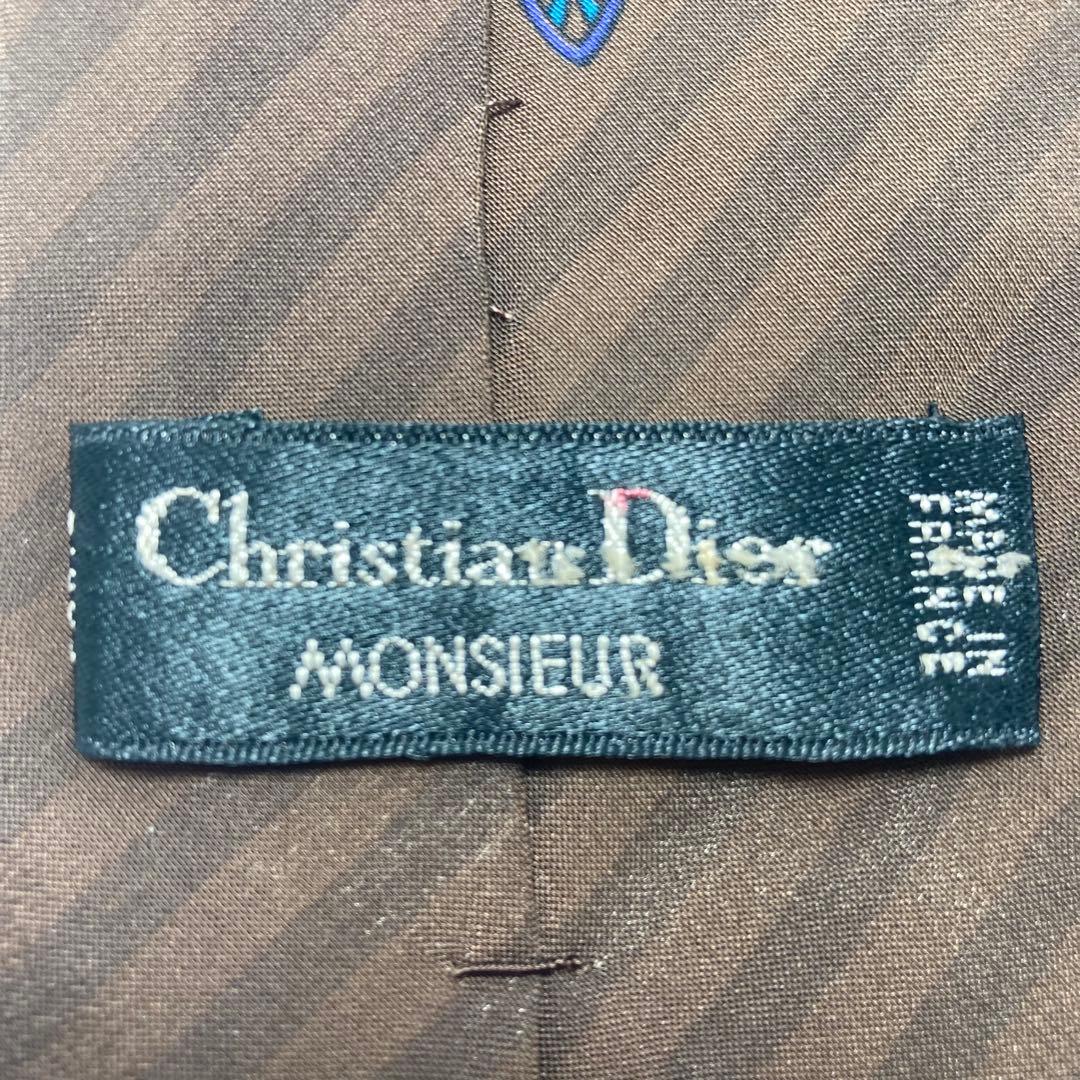 Christian Dior
MONSIEUR
MADE IN
FRANCE